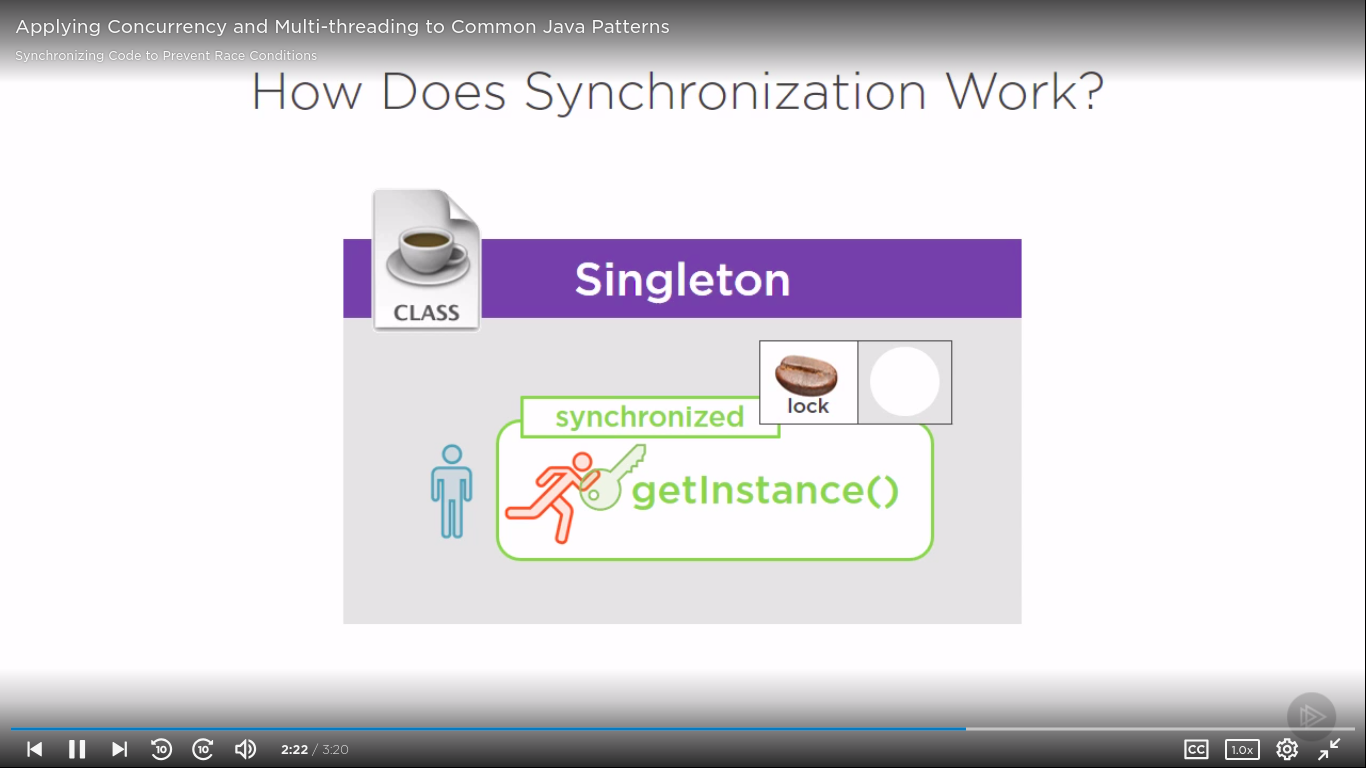 Applying Concurrency and Multi-threading to Common Java Patterns
Synchronizing Code to Prevent Race Conditions
How Does Synchronization Work?
CLASS
Singleton
lock
synchronized
getInstance()
10
10
2:22 / 3:20
CC
1.0x